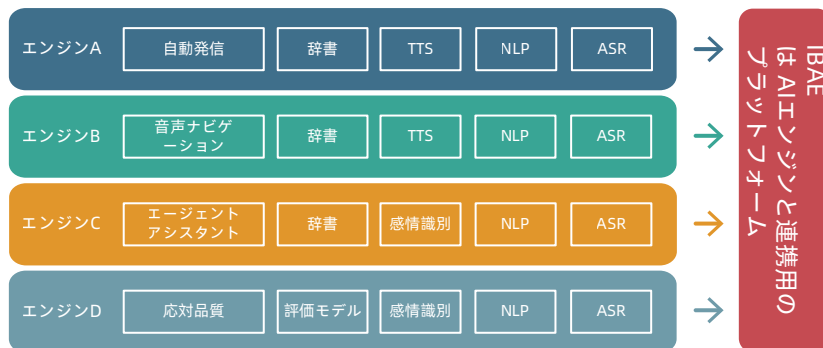 エンジンA
自動発信
辞書
TTS
NLP
ASR
エンジンB
音声ナビゲ
ーション
辞書
TTS
NLP
ASR
エンジンC
エージェント
アシスタント
辞書
感情識別
NLP
ASR
エンジンD
応対品質
評価モデル
感情識別
NLP
ASR
IBAE
は AIエンジンと連携用の
プラットフォーム